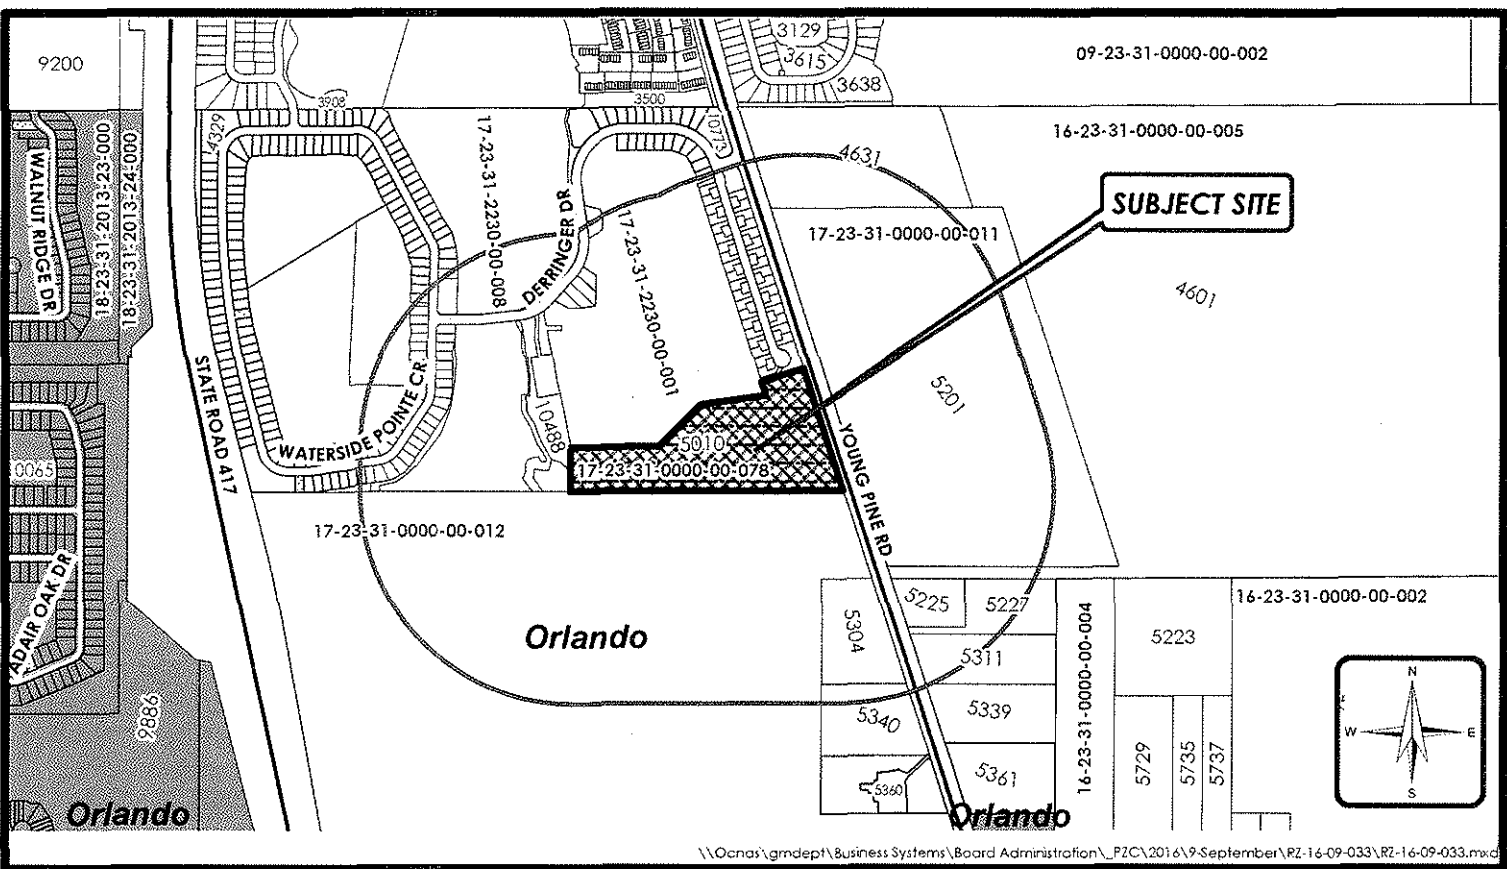 9200
3129
3615
3638
09-23-31-0000-00-002
3908
3500
4329
10773
16-23-31-0000-00-005
WALNUT RIDGE DR
18-23-31-2013-23-000
18-23-31-2013-24-000
17-23-31-2230-00-008
4631
SUBJECT SITE
DERRINGER DR
17-23-31-2230-00-001
17-23-31-0000-00-011
4601
STATE ROAD 417
5201
WATERSIDE POINTE CR
10488
5010
17-23-31-0000-00-078
YOUNG PINE RD
0065
17-23-31-0000-00-012
ADAIR OAK DR
Orlando
5304
5225
5227
16-23-31-0000-00-004
5223
16-23-31-0000-00-002
5311
9886
5340
5339
5729
5735
5737
5360
5361
N
W
E
S
Orlando
Orlando
\\Ocnas\gmdept\Business Systems\Board Administration\_PZC\2016\9-September\RZ-16-09-033\RZ-16-09-033.mxd